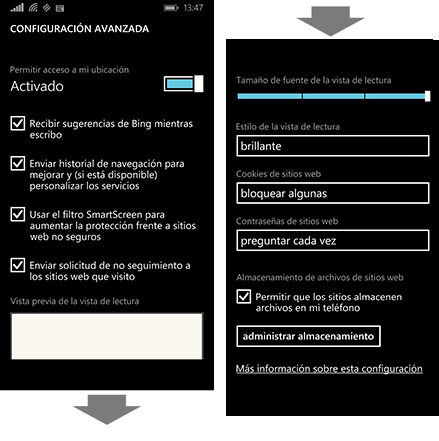 13:47
CONFIGURACIÓN AVANZADA
Permitir acceso a mi ubicación
Activado
Recibir sugerencias de Bing mientras
escribo
Enviar historial de navegación para
mejorar y (si está disponible)
personalizar los servicios
Usar el filtro SmartScreen para
aumentar la protección frente a sitios
web no seguros
Enviar solicitud de no seguimiento a
los sitios web que visito
Vista previa de la vista de lectura
Tamaño de fuente de la vista de lectura
Estilo de la vista de lectura
brillante
Cookies de sitios web
bloquear algunas
Contraseñas de sitios web
preguntar cada vez
Almacenamiento de archivos de sitios web
Permitir que los sitios almacenen
archivos en mi teléfono
administrar almacenamiento
Más información sobre esta configuración